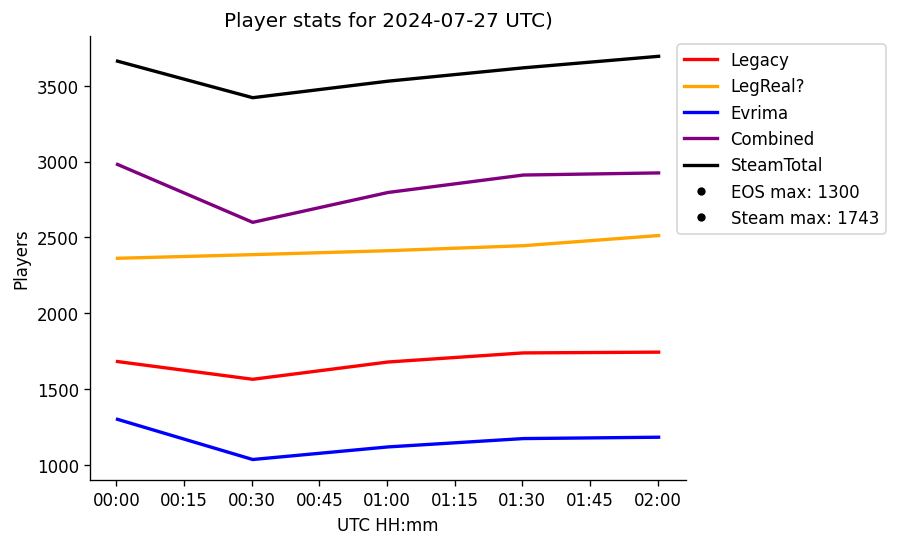 Player stats for 2024-07-27 UTC)
Legacy
LegReal?
Evrima
Combined
SteamTotal
EOS max: 1300
Steam max: 1743
Players
3500
3000
2500
2000
1500
1000
00:00 00:15 00:30 00:45 01:00 01:15 01:30 01:45 02:00
UTC HH:mm